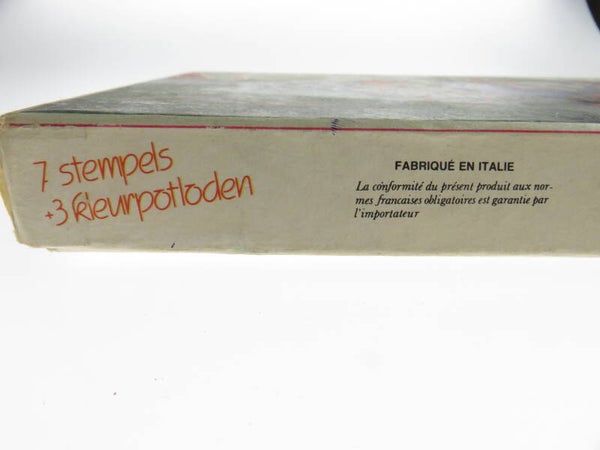 7 stempels
+3 kleurpotloden
FABRIQUÉ EN ITALIE
La conformité du présent produit aux nor-
mes francaises obligatoires est garantie par
l'importateur